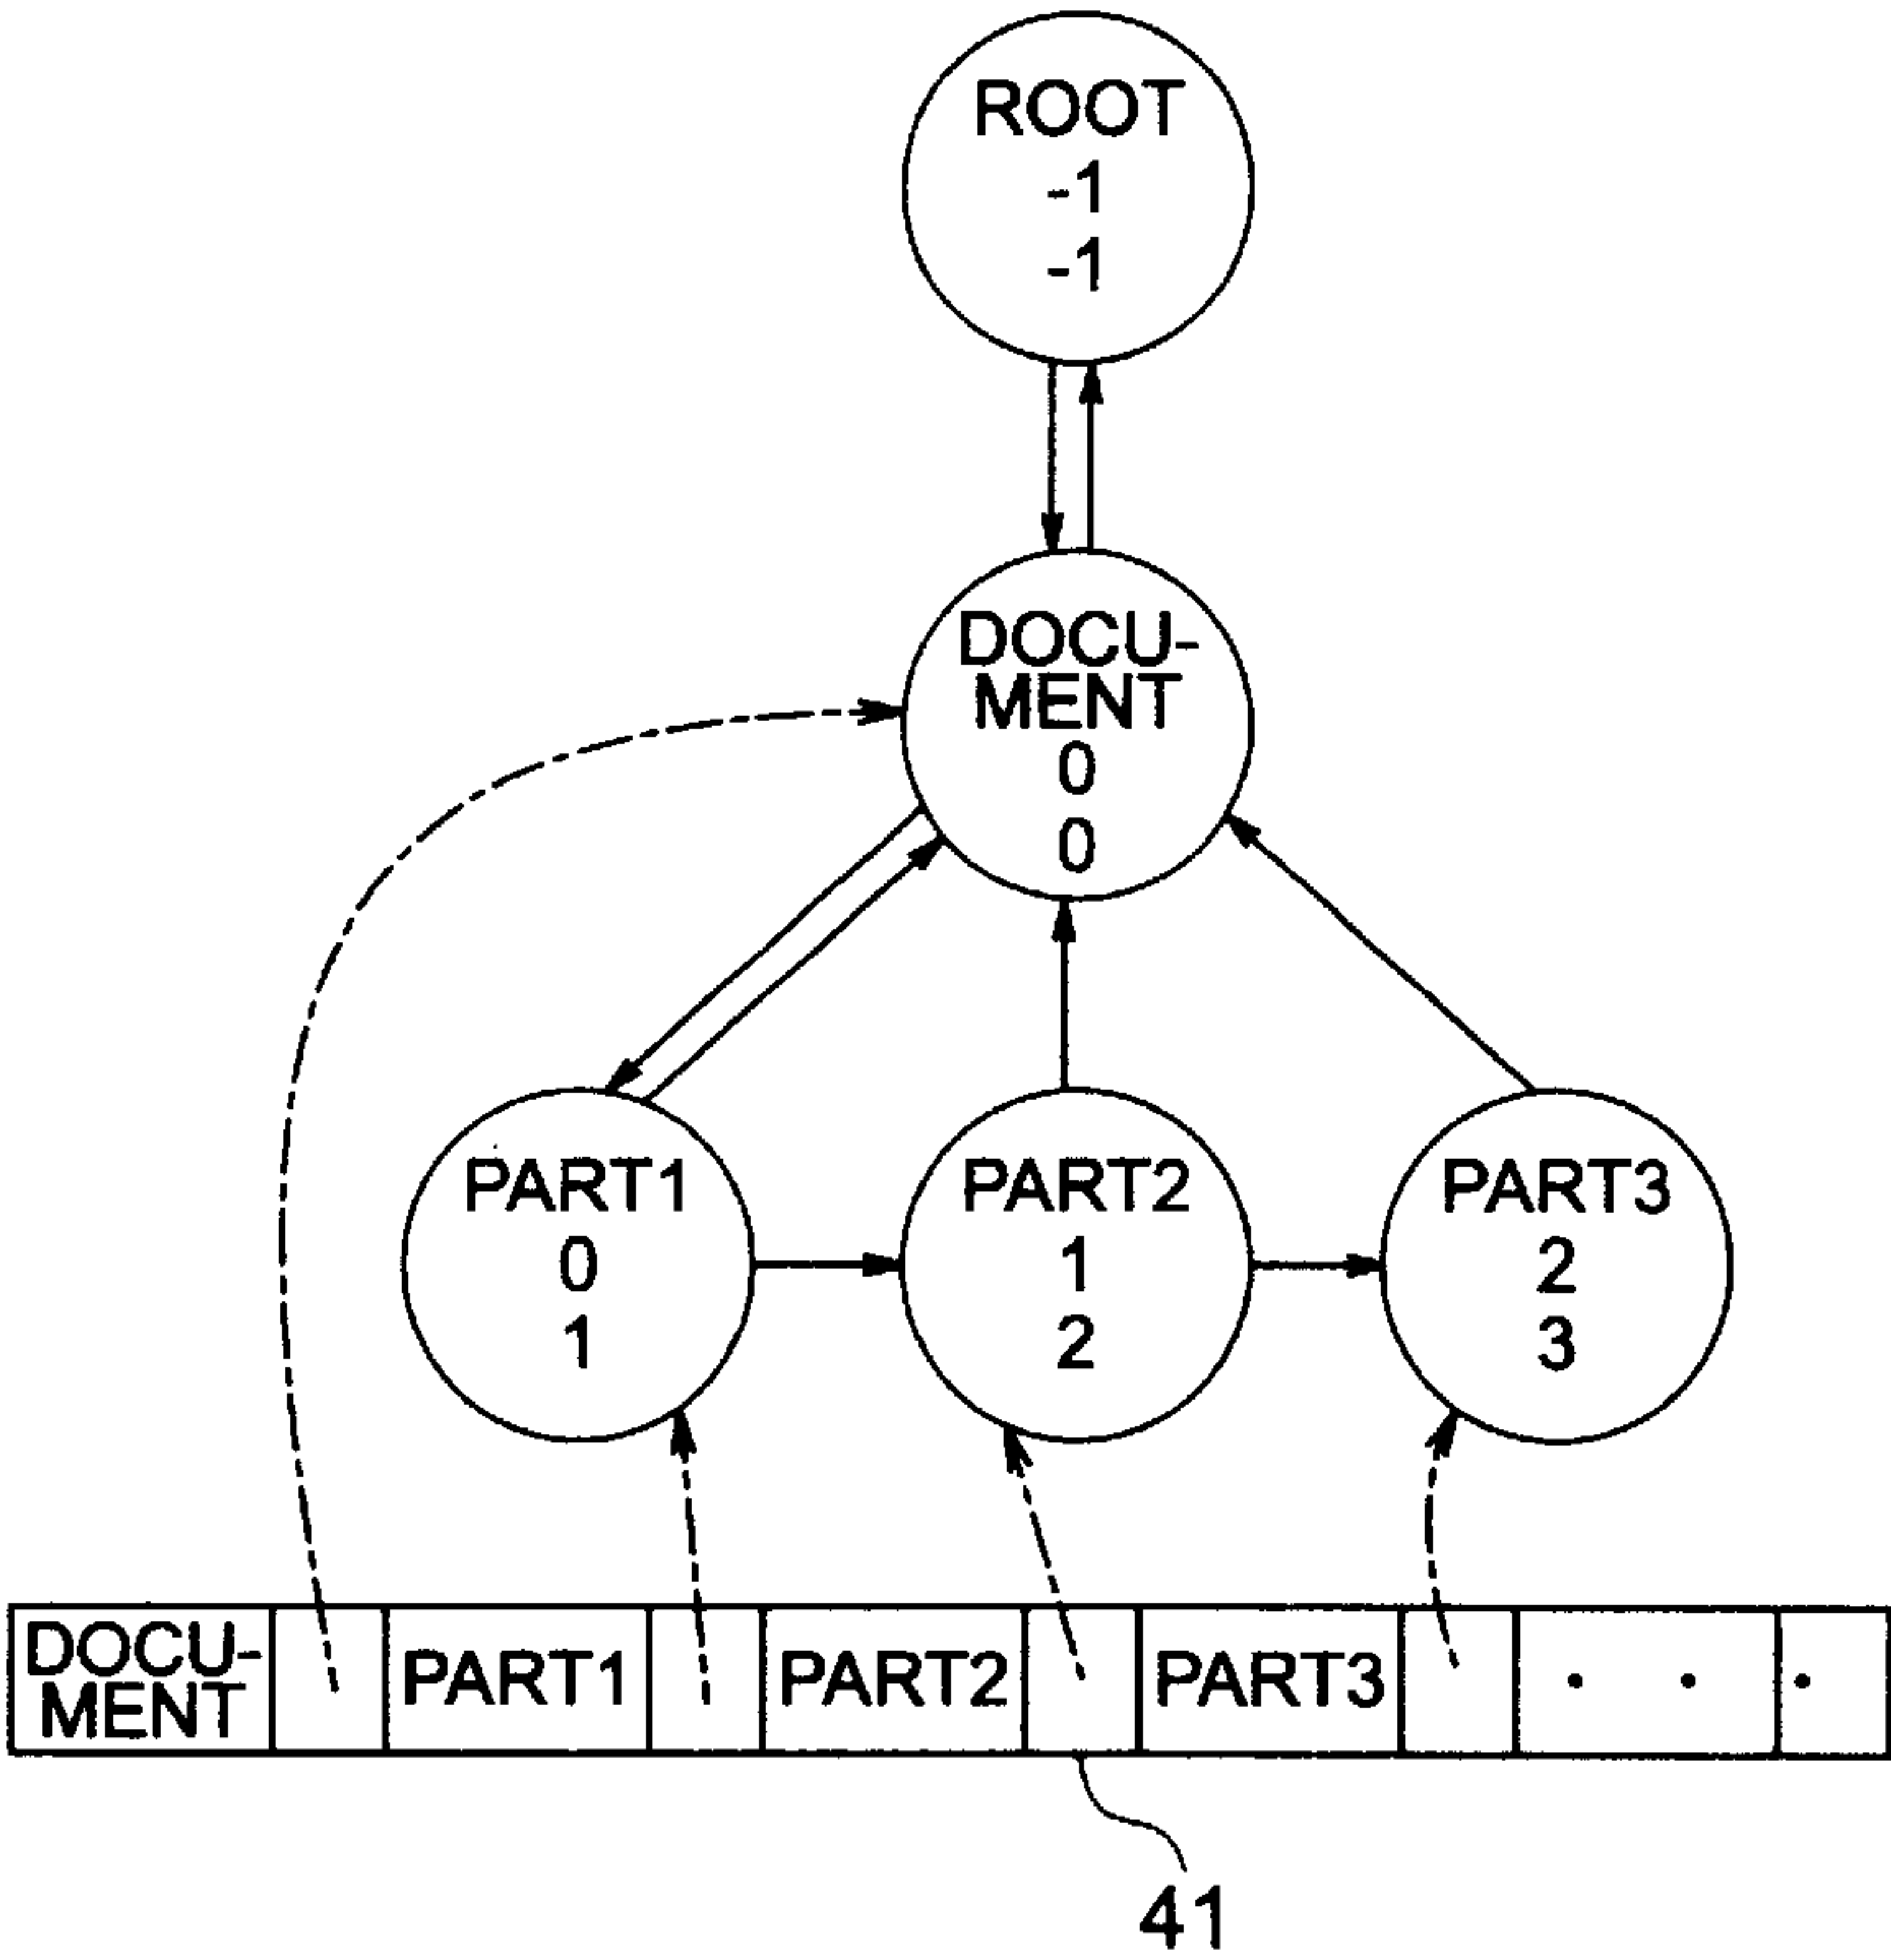 ROOT
-1
-1
DOCU-
MENT
0
0
PART1
0
1
PART2
1
2
PART3
2
3
DOCU-
MENT
PART1
PART2
PART3
. . .
41